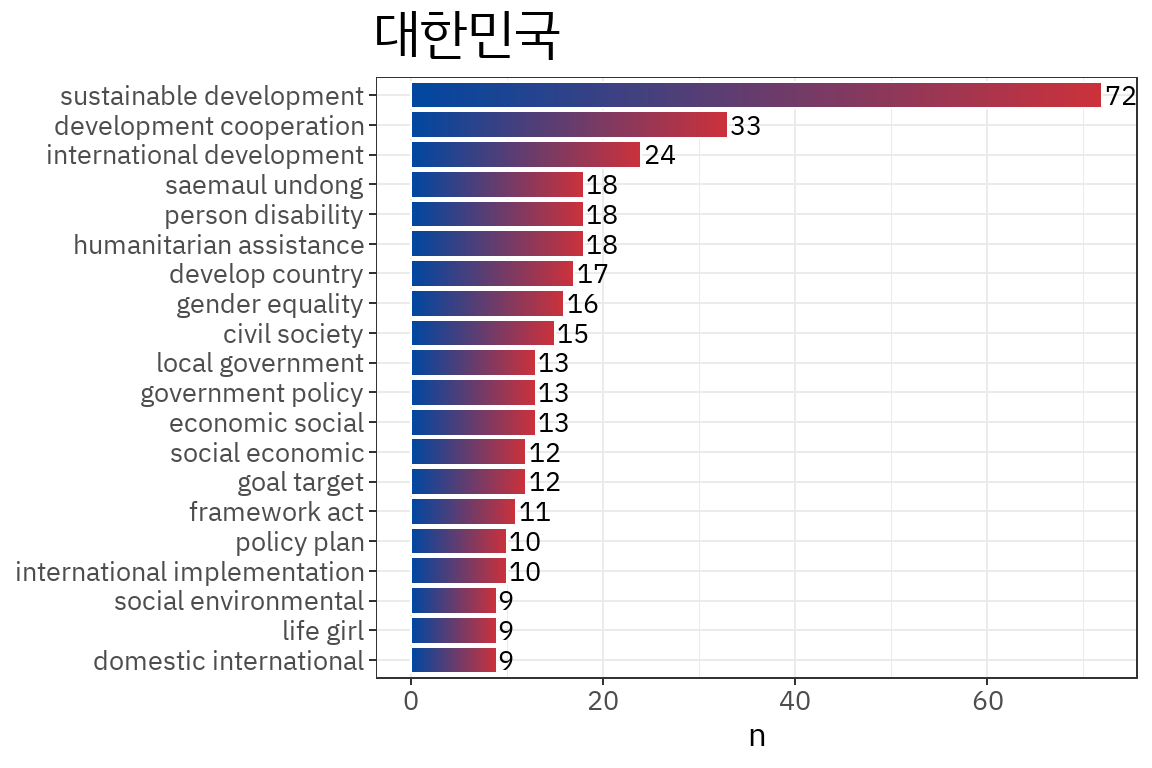 대한민국
sustainable development 72
development cooperation 33
international development 24
saemaul undong 18
person disability 18
humanitarian assistance 18
develop country 17
gender equality 16
civil society 15
local government 13
government policy 13
economic social 13
social economic 12
goal target 12
framework act 11
policy plan 10
international implementation 10
social environmental 9
life girl 9
domestic international 9
0 20 40 60
n